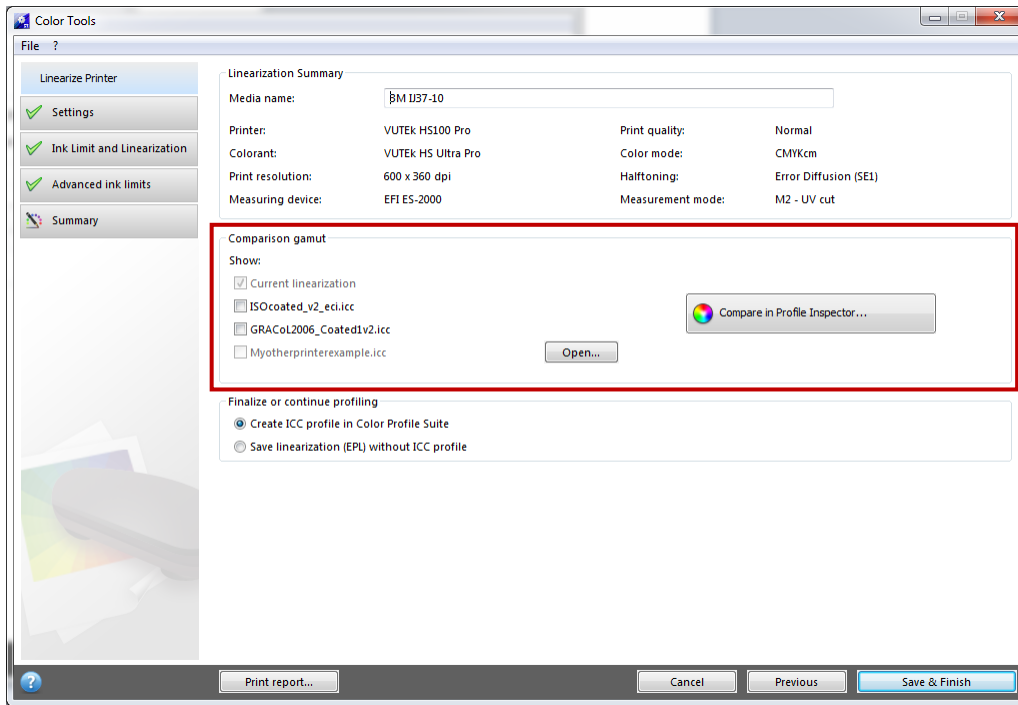 Color Tools
File ?
Linearize Printer
Settings
Ink Limit and Linearization
Advanced ink limits
Summary
Linearization Summary
Media name: 3M IJ37-10
Printer: VUTEk HS100 Pro Print quality: Normal
Colorant: VUTEk HS Ultra Pro Color mode: CMYKcm
Print resolution: 600 x 360 dpi Halftoning: Error Diffusion (SE1)
Measuring device: EFI ES-2000 Measurement mode: M2 - UV cut
Comparison gamut
Show:
Current linearization
ISOcoated_v2_eci.icc
GRACoL2006_Coated1v2.icc
Myotherprinterexample.icc
Open...
Compare in Profile Inspector...
Finalize or continue profiling
Create ICC profile in Color Profile Suite
Save linearization (EPL) without ICC profile
? Print report... Cancel Previous Save & Finish